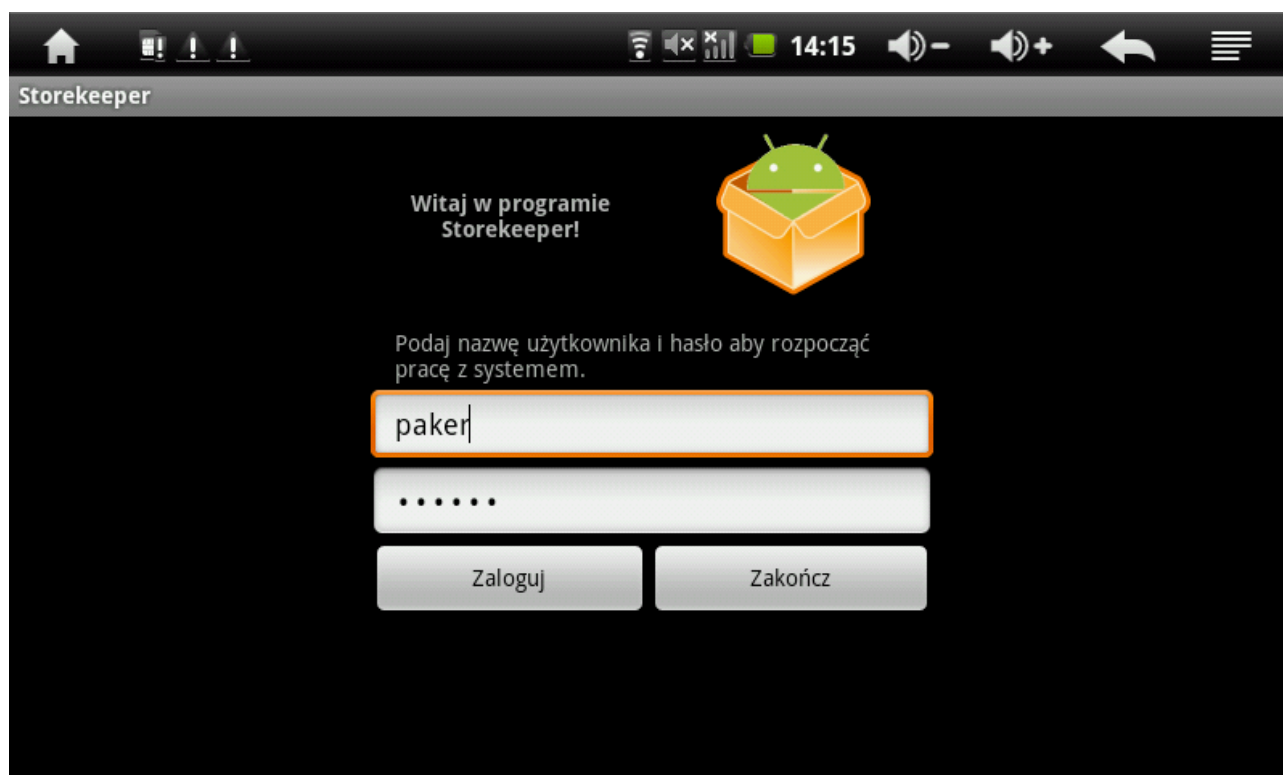 14:15
Storekeeper
Witaj w programie
Storekeeper!
Podaj nazwę użytkownika i hasło aby rozpocząć
pracę z systemem.
paker
••••••
Zaloguj Zakończ